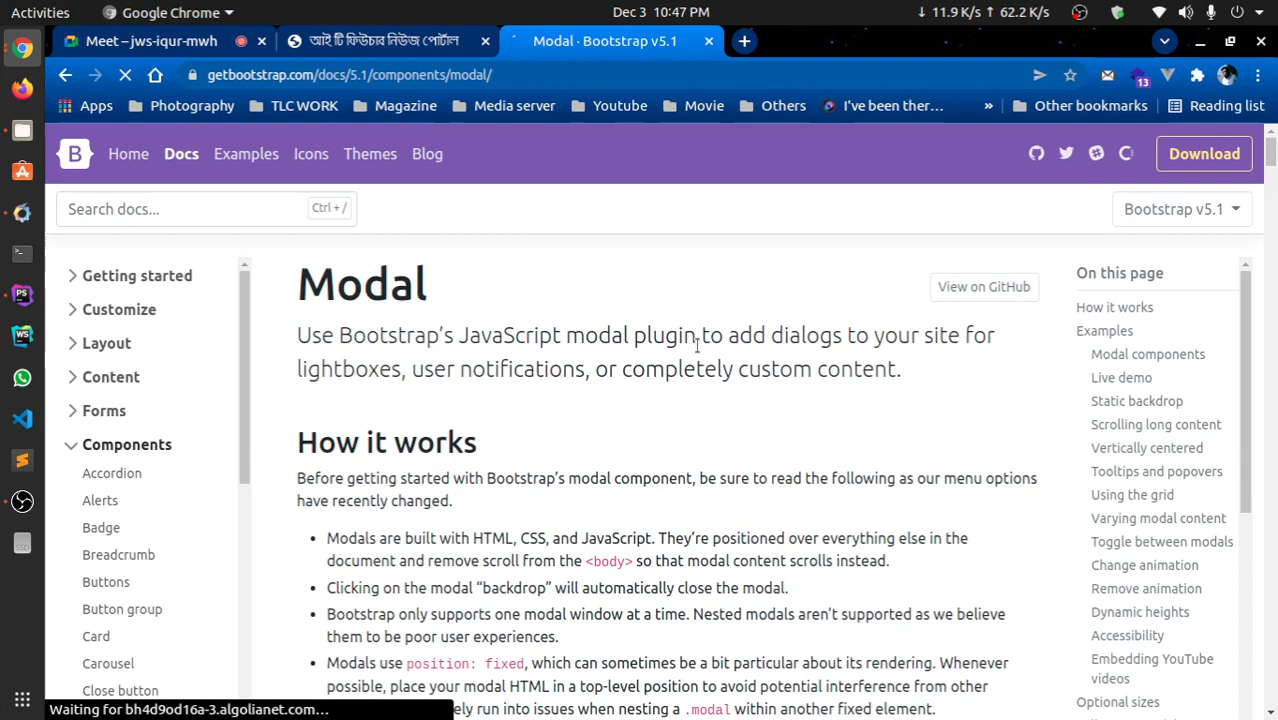 Activities
Google Chrome
Dec 3 10:47 PM
↓ 11.9 K/s ↑ 62.2 K/s
Meet – jws-iqur-mwh
আই টি ফিউচার নিউজ পোর্টাল
Modal · Bootstrap v5.1
getbootstrap.com/docs/5.1/components/modal/
13
Apps
Photography
TLC WORK
Magazine
Media server
Youtube
Movie
Others
I've been ther...
»
Other bookmarks
Reading list
B
Home
Docs
Examples
Icons
Themes
Blog
Download
Search docs...
Ctrl + /
Bootstrap v5.1
Getting started
Customize
Layout
Content
Forms
Components
Accordion
Alerts
Badge
Breadcrumb
Buttons
Button group
Card
Carousel
Close button
Modal
View on GitHub
Use Bootstrap’s JavaScript modal plugin to add dialogs to your site for
lightboxes, user notifications, or completely custom content.
How it works
Before getting started with Bootstrap’s modal component, be sure to read the following as our menu options
have recently changed.
• Modals are built with HTML, CSS, and JavaScript. They’re positioned over everything else in the
document and remove scroll from the <body> so that modal content scrolls instead.
• Clicking on the modal “backdrop” will automatically close the modal.
• Bootstrap only supports one modal window at a time. Nested modals aren’t supported as we believe
them to be poor user experiences.
• Modals use position: fixed, which can sometimes be a bit particular about its rendering. Whenever
possible, place your modal HTML in a top-level position to avoid potential interference from other
ely run into issues when nesting a .modal within another fixed element.
On this page
How it works
Examples
Modal components
Live demo
Static backdrop
Scrolling long content
Vertically centered
Tooltips and popovers
Using the grid
Varying modal content
Toggle between modals
Change animation
Remove animation
Dynamic heights
Accessibility
Embedding YouTube
videos
Optional sizes
PS
WS
SSD
Waiting for bh4d9od16a-3.algolianet.com...